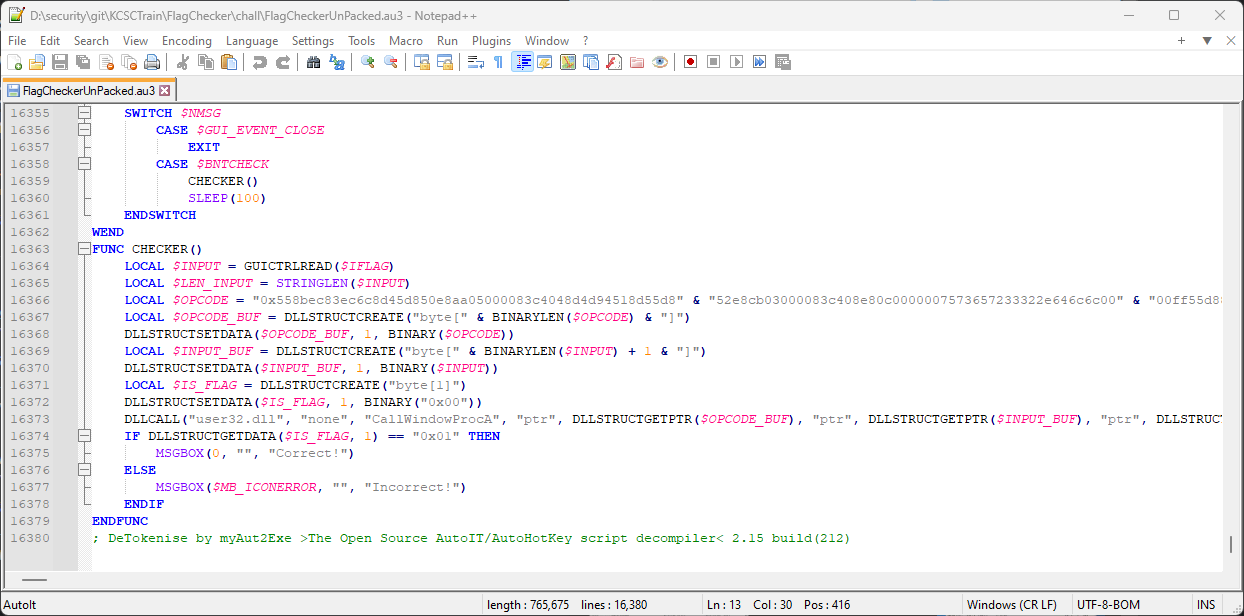 D:\security\git\KCSCTrain\FlagChecker\chall\FlagCheckerUnPacked.au3 - Notepad++
File Edit Search View Encoding Language Settings Tools Macro Run Plugins Window ?
FlagCheckerUnPacked.au3
16355 SWITCH $NMSG
16356 CASE $GUI_EVENT_CLOSE
16357 EXIT
16358 CASE $BNTCHECK
16359 CHECKER()
16360 SLEEP(100)
16361 ENDSWITCH
16362 WEND
16363 FUNC CHECKER()
16364 LOCAL $INPUT = GUICTRLREAD($IFLAG)
16365 LOCAL $LEN_INPUT = STRINGLEN($INPUT)
16366 LOCAL $OPCODE = "0x558bec83ec6c8d45d850e8aa05000083c4048d4d94518d55d8" & "52e8cb03000083c408e80c0000007573657233322e646c6c00" & "00ff55d8
16367 LOCAL $OPCODE_BUF = DLLSTRUCTCREATE("byte[" & BINARYLEN($OPCODE) & "]")
16368 DLLSTRUCTSETDATA($OPCODE_BUF, 1, BINARY($OPCODE))
16369 LOCAL $INPUT_BUF = DLLSTRUCTCREATE("byte[" & BINARYLEN($INPUT) + 1 & "]")
16370 DLLSTRUCTSETDATA($INPUT_BUF, 1, BINARY($INPUT))
16371 LOCAL $IS_FLAG = DLLSTRUCTCREATE("byte[1]")
16372 DLLSTRUCTSETDATA($IS_FLAG, 1, BINARY("0x00"))
16373 DLLCALL("user32.dll", "none", "CallWindowProcA", "ptr", DLLSTRUCTGETPTR($OPCODE_BUF), "ptr", DLLSTRUCTGETPTR($INPUT_BUF), "ptr", DLLSTRUCT
16374 IF DLLSTRUCTGETDATA($IS_FLAG, 1) == "0x01" THEN
16375 MSGBOX(0, "", "Correct!")
16376 ELSE
16377 MSGBOX($MB_ICONERROR, "", "Incorrect!")
16378 ENDIF
16379 ENDFUNC
16380 ; DeTokenise by myAut2Exe >The Open Source AutoIT/AutoHotKey script decompiler< 2.15 build(212)
AutoIt length : 765,675 lines : 16,380 Ln : 13 Col : 30 Pos : 416 Windows (CR LF) UTF-8-BOM INS